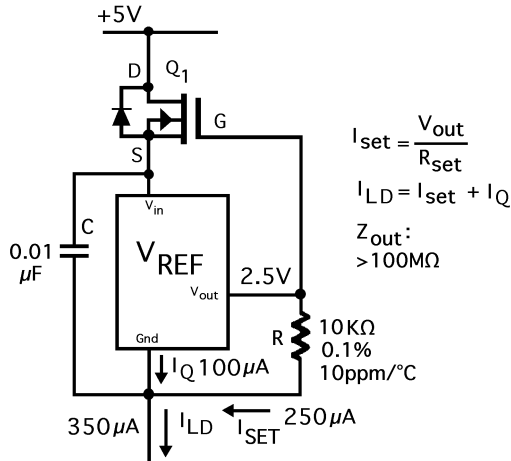 +5V
D
Q1
G
S
C
0.01
µF
Vin
VREF
Vout
2.5V
Gnd
R
10KΩ
0.1%
10ppm/°C
IQ 100µA
350µA
ILD
ISET
250µA
Iset = Vout
Rset
ILD = Iset + IQ
Zout:
>100MΩ